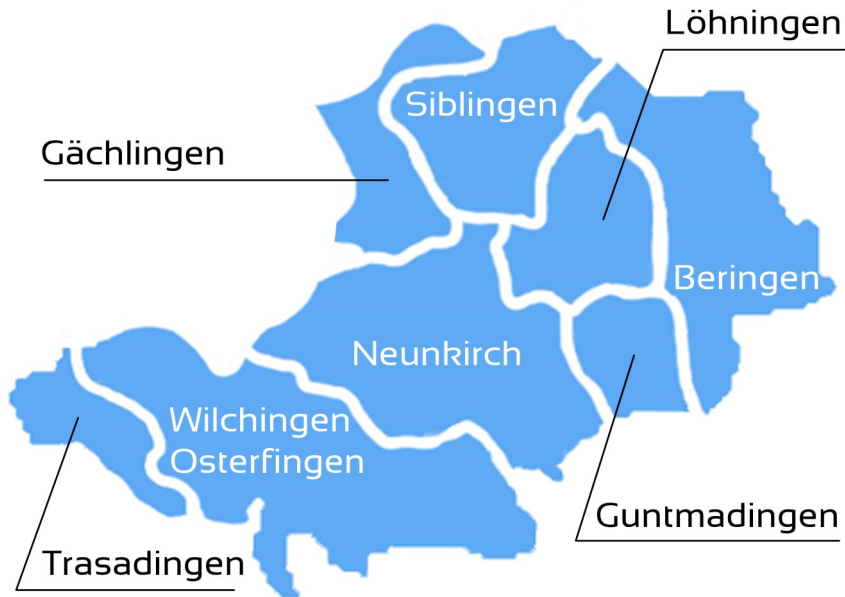 Löhningen
Siblingen
Gächlingen
Beringen
Neunkirch
Wilchingen
Osterfingen
Guntmadingen
Trasadingen